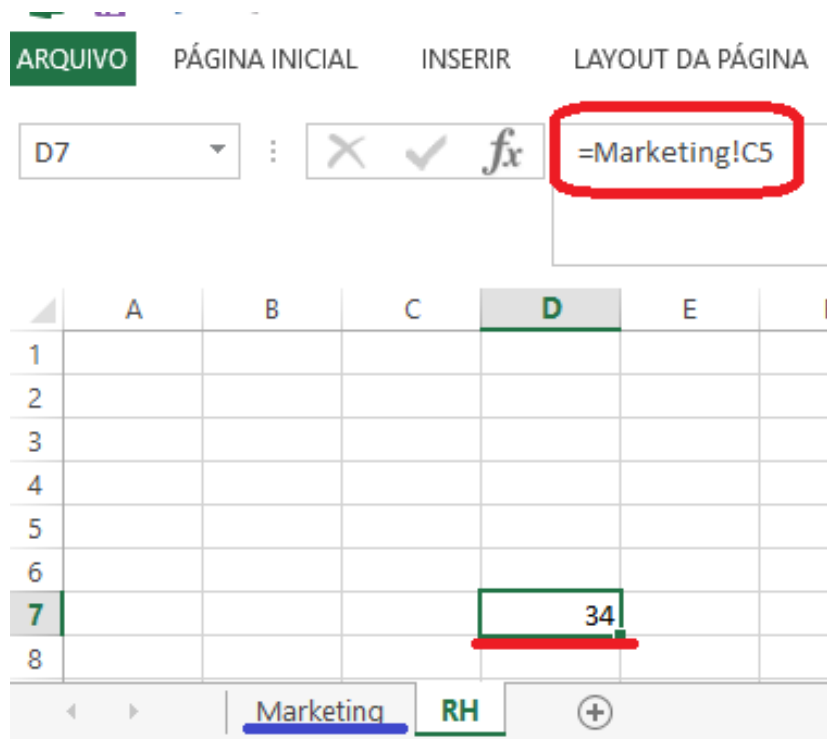 ARQUIVO PÁGINA INICIAL INSERIR LAYOUT DA PÁGINA
D7 fx =Marketing!C5
A B C D E
1
2
3
4
5
6
7 34
8
Marketing RH